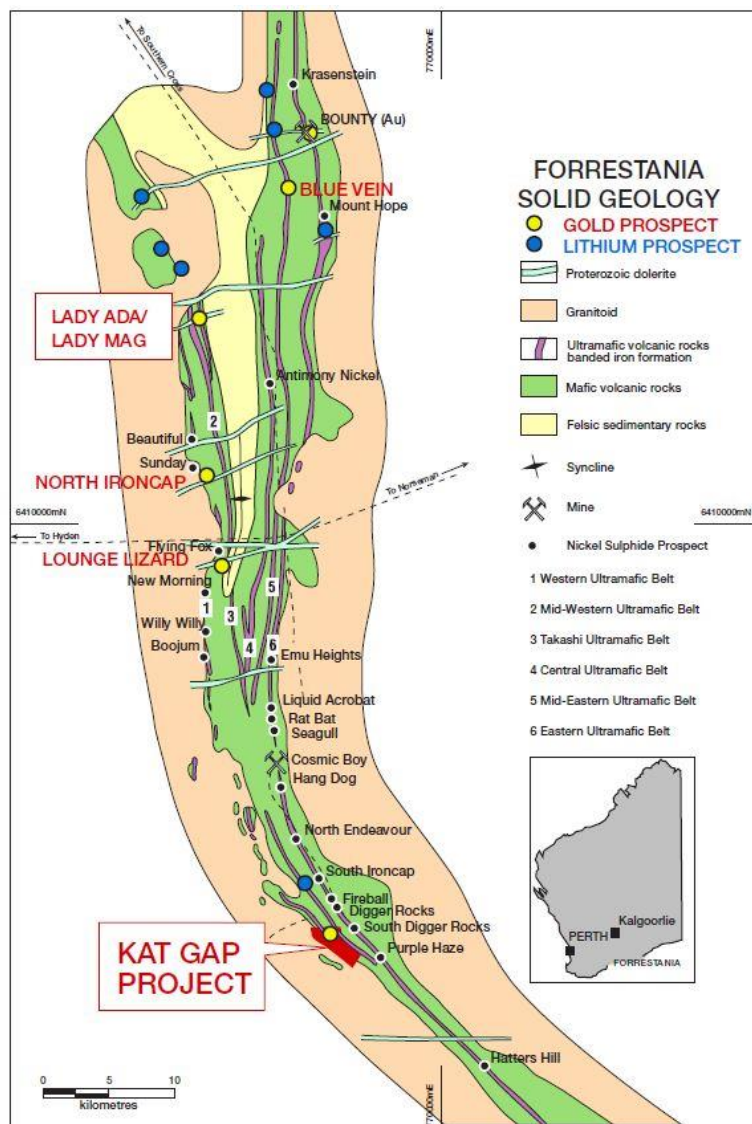 To Southern Cross
770000mE
Krasenstein
BOUNTY (Au)
BLUE VEIN
Mount Hope
LADY ADA/
LADY MAG
Antimony Nickel
2
Beautiful
Sunday
NORTH IRONCAP
To Norseman
6410000mN
6410000mN
To Hyden
Flying Fox
LOUNGE LIZARD
New Morning
5
1
3
Willy Willy
4
6
Boojum
Emu Heights
Liquid Acrobat
Rat Bat
Seagull
Cosmic Boy
Hang Dog
North Endeavour
South Ironcap
Fireball
Digger Rocks
South Digger Rocks
Purple Haze
KAT GAP
PROJECT
Hatters Hill
770000mE
0 5 10
kilometres
FORRESTANIA
SOLID GEOLOGY
GOLD PROSPECT
LITHIUM PROSPECT
Proterozoic dolerite
Granitoid
Ultramafic volcanic rocks
banded iron formation
Mafic volcanic rocks
Felsic sedimentary rocks
Syncline
Mine
Nickel Sulphide Prospect
1 Western Ultramafic Belt
2 Mid-Western Ultramafic Belt
3 Takashi Ultramafic Belt
4 Central Ultramafic Belt
5 Mid-Eastern Ultramafic Belt
6 Eastern Ultramafic Belt
Kalgoorlie
PERTH
FORRESTANIA